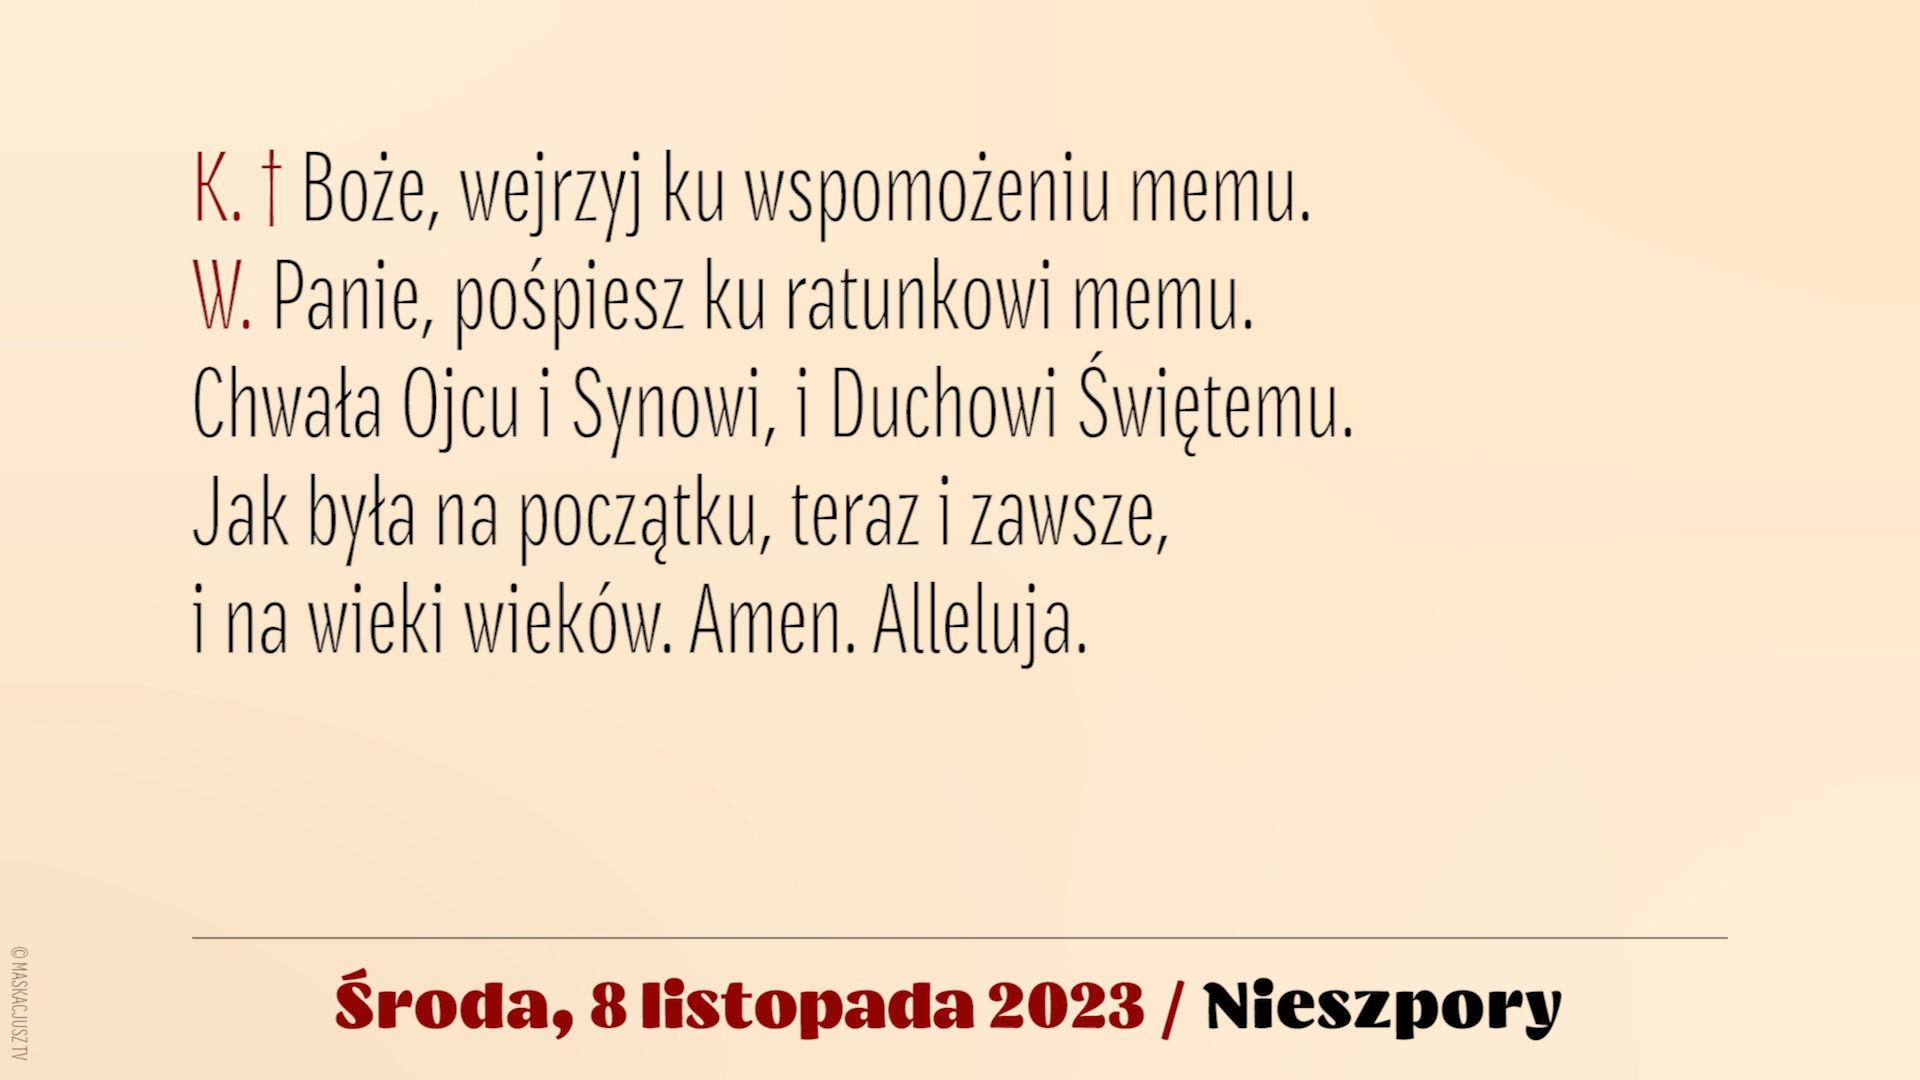 K. † Boże, wejrzyj ku wspomożeniu memu.
W. Panie, pośpiesz ku ratunkowi memu.
Chwała Ojcu i Synowi, i Duchowi Świętemu.
Jak była na początku, teraz i zawsze,
i na wieki wieków. Amen. Alleluja.
Środa, 8 listopada 2023 / Nieszpory
© MASKACJUSZ TV